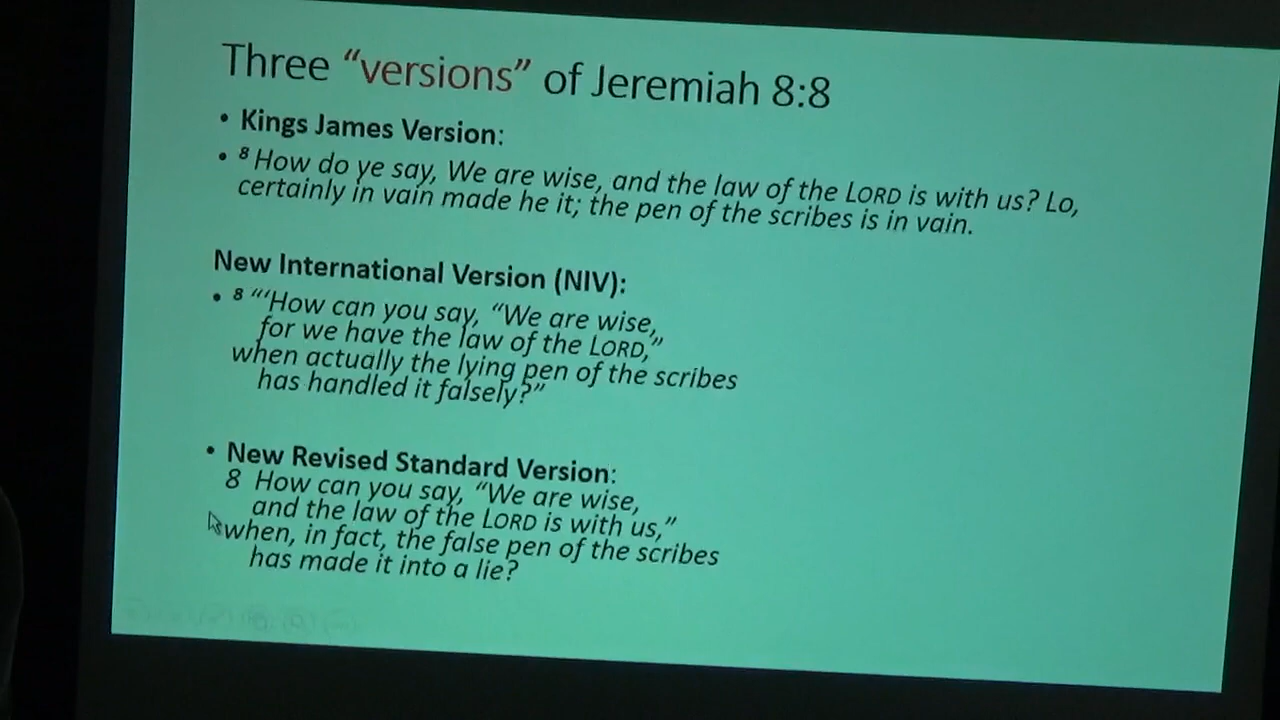 Three “versions” of Jeremiah 8:8
• Kings James Version:
• ⁸ How do ye say, We are wise, and the law of the LORD is with us? Lo,
certainly in vain made he it; the pen of the scribes is in vain.
New International Version (NIV):
• ⁸ “‘How can you say, “We are wise,
for we have the law of the LORD,”
when actually the lying pen of the scribes
has handled it falsely?”
• New Revised Standard Version:
8 How can you say, “We are wise,
and the law of the LORD is with us,”
when, in fact, the false pen of the scribes
has made it into a lie?